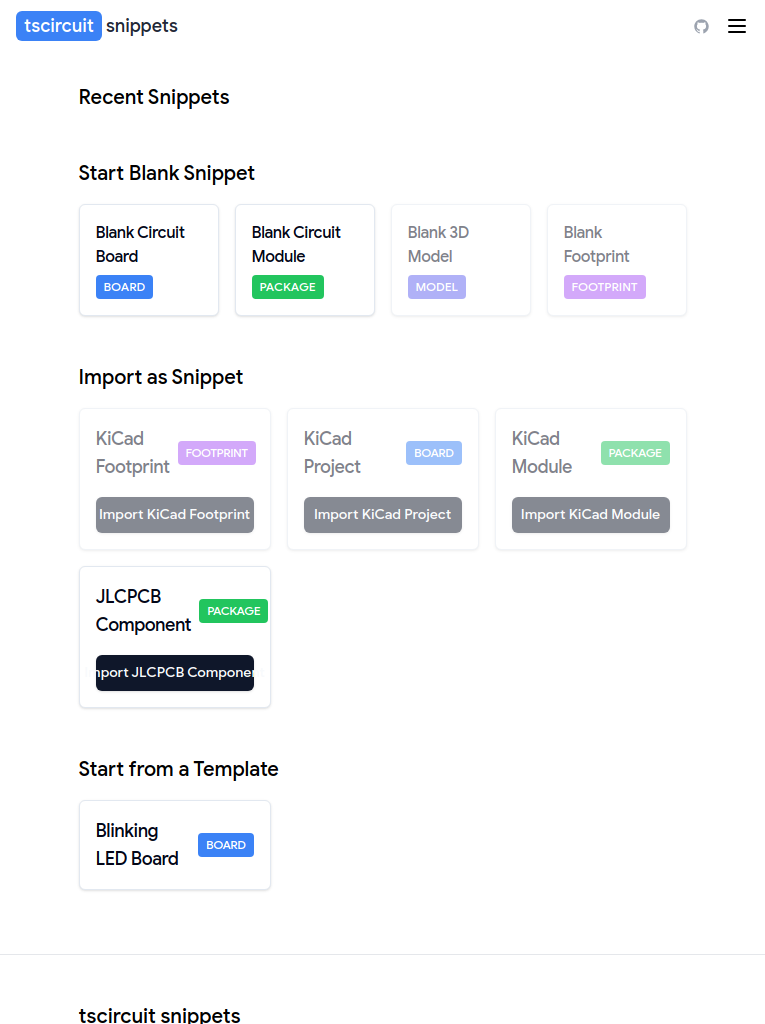 tscircuit snippets
Recent Snippets
Start Blank Snippet
Blank Circuit
Board
BOARD
Blank Circuit
Module
PACKAGE
Blank 3D
Model
MODEL
Blank
Footprint
FOOTPRINT
Import as Snippet
KiCad
Footprint
FOOTPRINT
Import KiCad Footprint
KiCad
Project
BOARD
Import KiCad Project
KiCad
Module
PACKAGE
Import KiCad Module
JLCPCB
Component
PACKAGE
mport JLCPCB Componen
Start from a Template
Blinking
LED Board
BOARD
tscircuit snippets